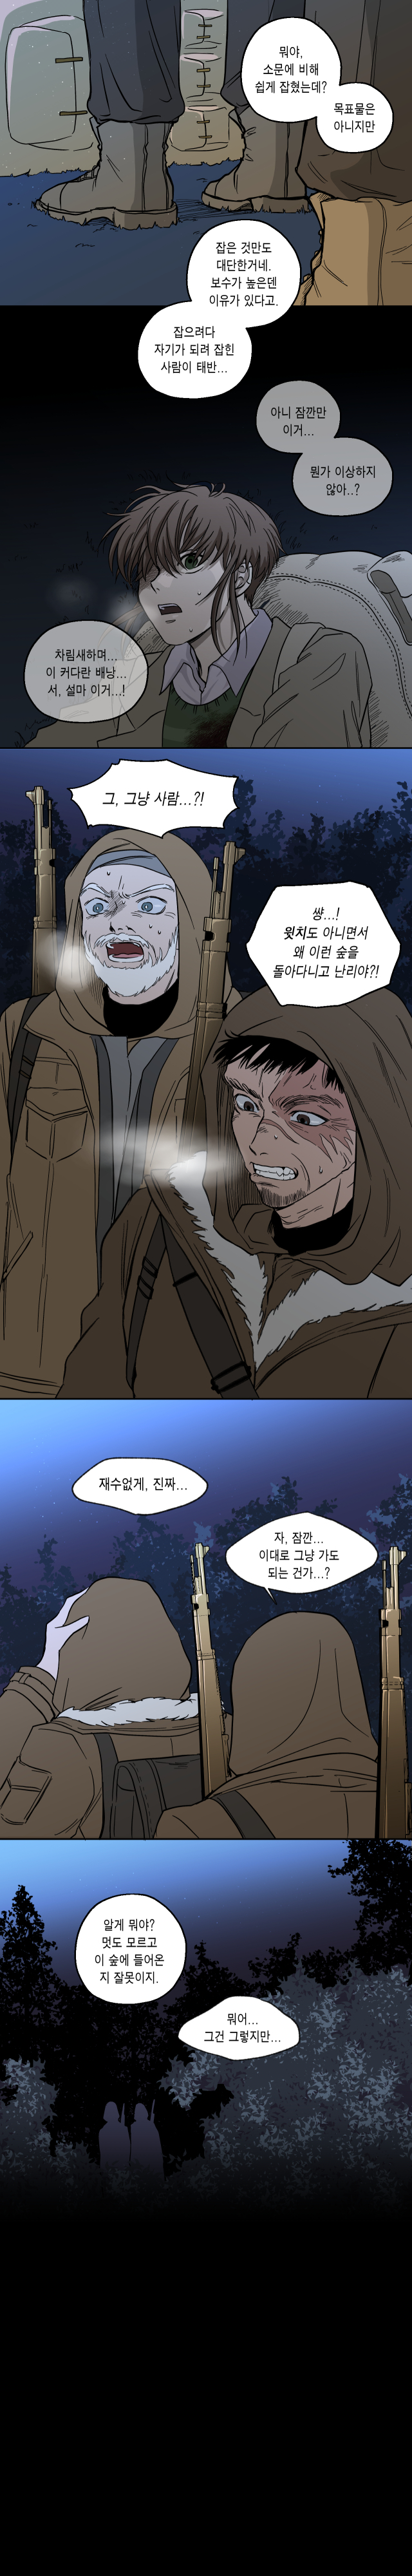 뭐야,
소문에 비해
쉽게 잡혔는데?
목표물은
아니지만
잡은 것만도
대단한거네.
보수가 높은덴
이유가 있다고.
잡으려다
자기가 되려 잡힌
사람이 태반...
아니 잠깐만
이거...
뭔가 이상하지
않아..?
차림새하며...
이 커다란 배낭...
서, 설마 이거...!
그, 그냥 사람...?!
썅...!
윗치도 아니면서
왜 이런 숲을
돌아다니고 난리야?!
재수없게, 진짜...
자, 잠깐...
이대로 그냥 가도
되는 건가...?
알게 뭐야?
멋도 모르고
이 숲에 들어온
지 잘못이지.
뭐어...
그건 그렇지만...